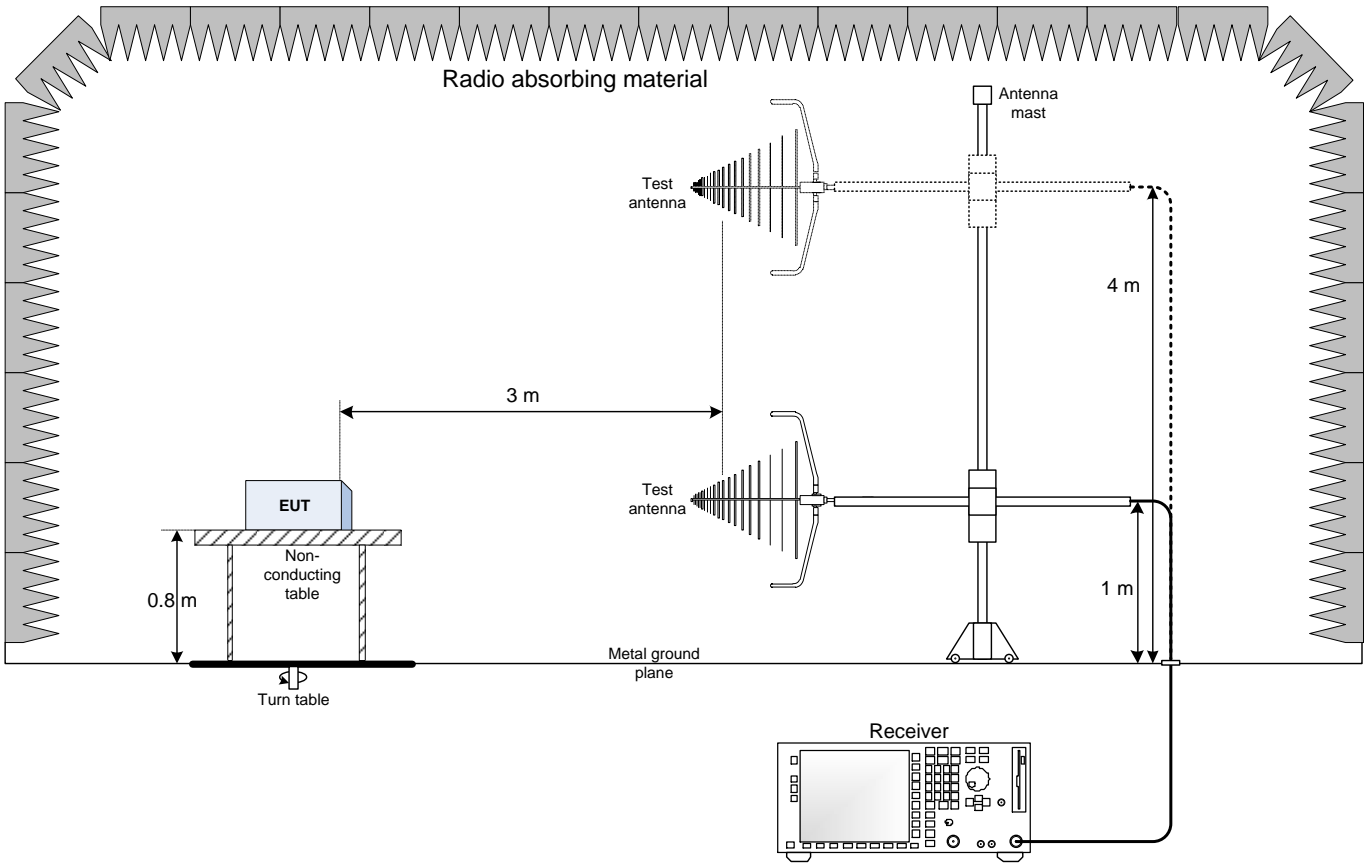 Radio absorbing material
Antenna
mast
Test
antenna
4 m
3 m
EUT
Test
antenna
Non-
conducting
table
0.8 m
1 m
Metal ground
plane
Turn table
Receiver